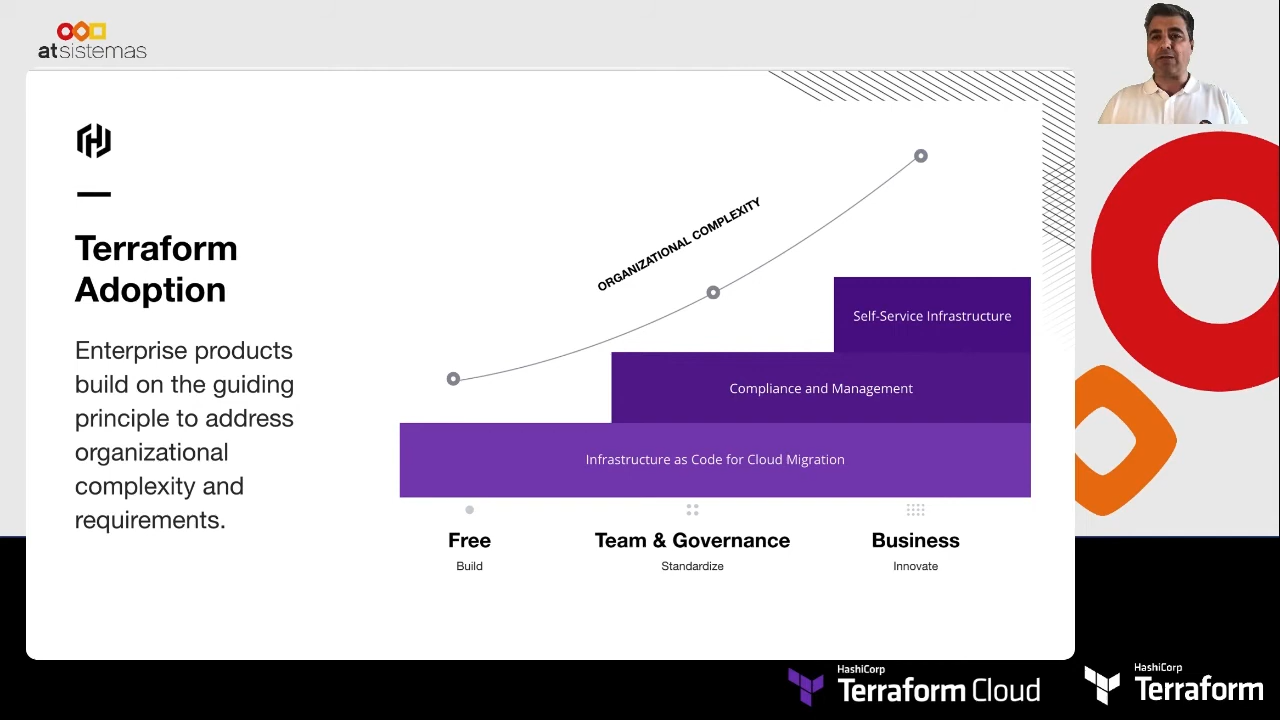 atsistemas
Terraform
Adoption
Enterprise products
build on the guiding
principle to address
organizational
complexity and
requirements.
ORGANIZATIONAL COMPLEXITY
Self-Service Infrastructure
Compliance and Management
Infrastructure as Code for Cloud Migration
Free
Build
Team & Governance
Standardize
Business
Innovate
HashiCorp
Terraform Cloud
HashiCorp
Terraform